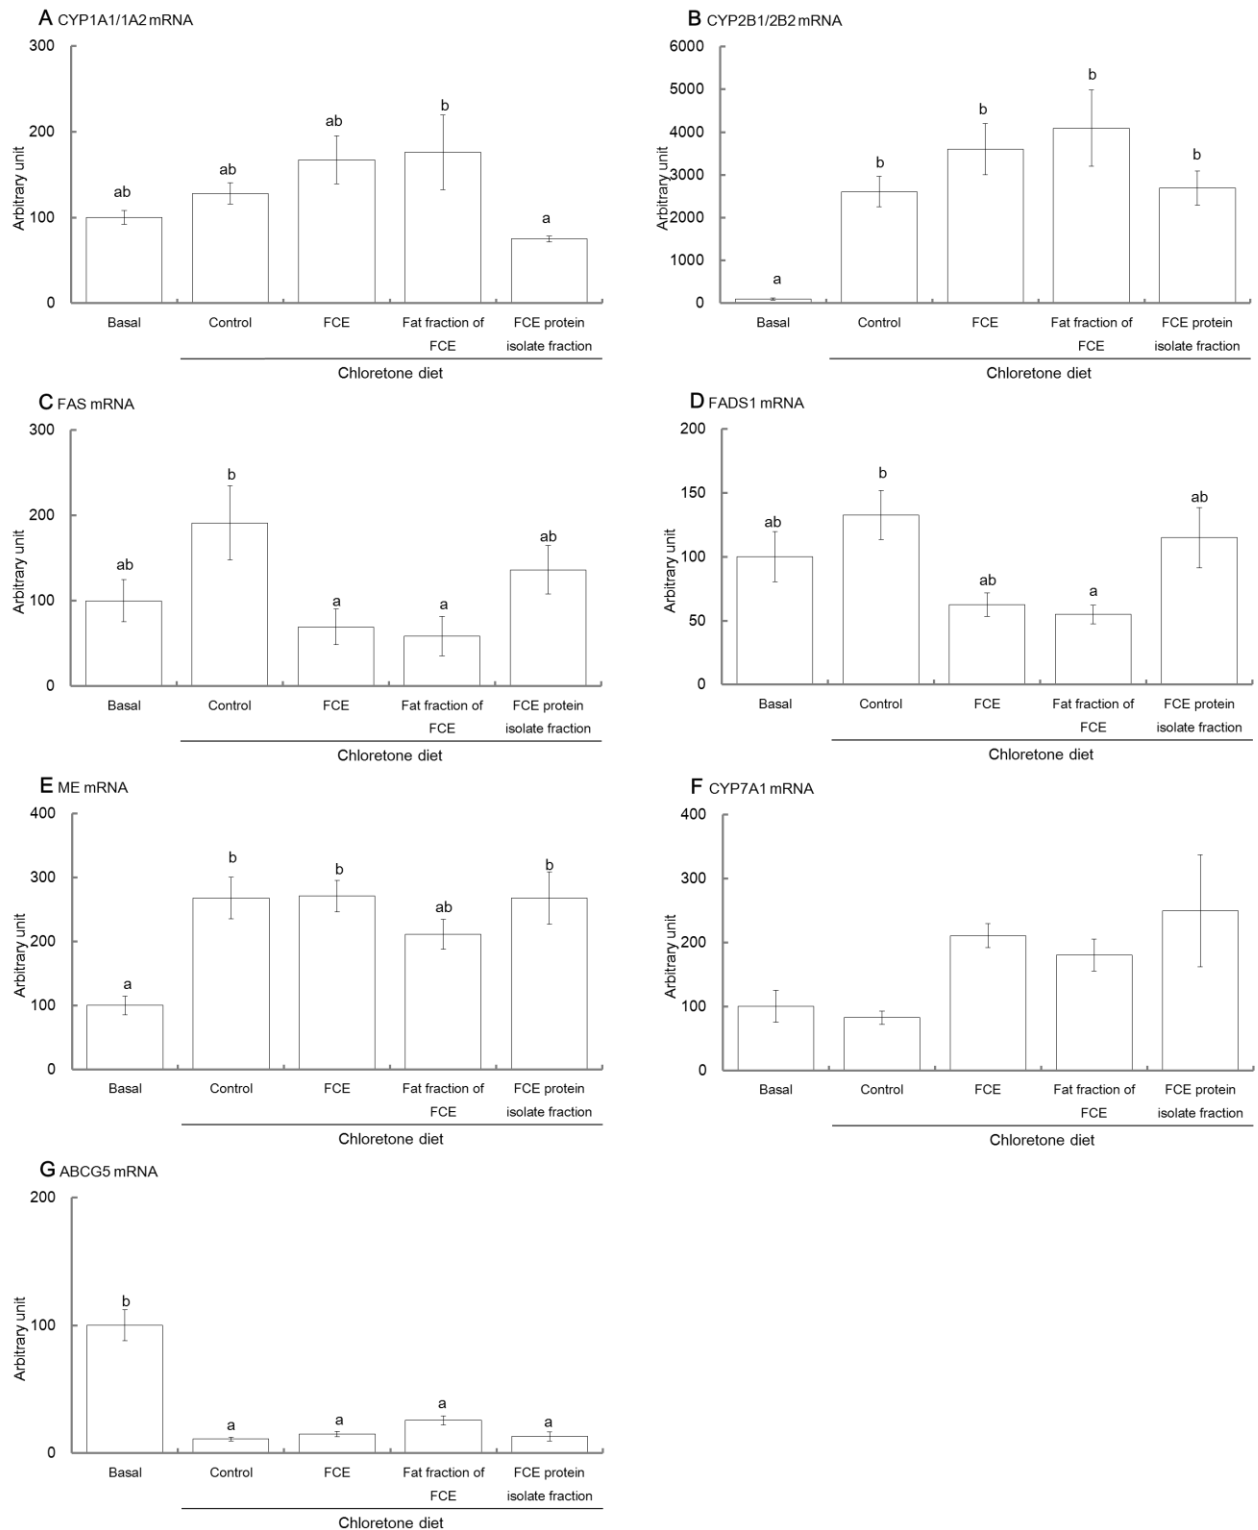 A CYP1A1/1A2 mRNA
300
200
100
0
Arbitrary unit
ab
ab
ab
b
a
Basal
Control
FCE
Fat fraction of
FCE
FCE protein
isolate fraction
Chloretone diet
B CYP2B1/2B2 mRNA
6000
5000
4000
3000
2000
1000
0
Arbitrary unit
a
b
b
b
b
Basal
Control
FCE
Fat fraction of
FCE
FCE protein
isolate fraction
Chloretone diet
C FAS mRNA
300
200
100
0
Arbitrary unit
ab
b
a
a
ab
Basal
Control
FCE
Fat fraction of
FCE
FCE protein
isolate fraction
Chloretone diet
D FADS1 mRNA
200
150
100
50
0
Arbitrary unit
ab
b
ab
a
ab
Basal
Control
FCE
Fat fraction of
FCE
FCE protein
isolate fraction
Chloretone diet
E ME mRNA
400
300
200
100
0
Arbitrary unit
a
b
b
ab
b
Basal
Control
FCE
Fat fraction of
FCE
FCE protein
isolate fraction
Chloretone diet
F CYP7A1 mRNA
400
300
200
100
0
Arbitrary unit
Basal
Control
FCE
Fat fraction of
FCE
FCE protein
isolate fraction
Chloretone diet
G ABCG5 mRNA
200
100
0
Arbitrary unit
b
a
a
a
a
Basal
Control
FCE
Fat fraction of
FCE
FCE protein
isolate fraction
Chloretone diet